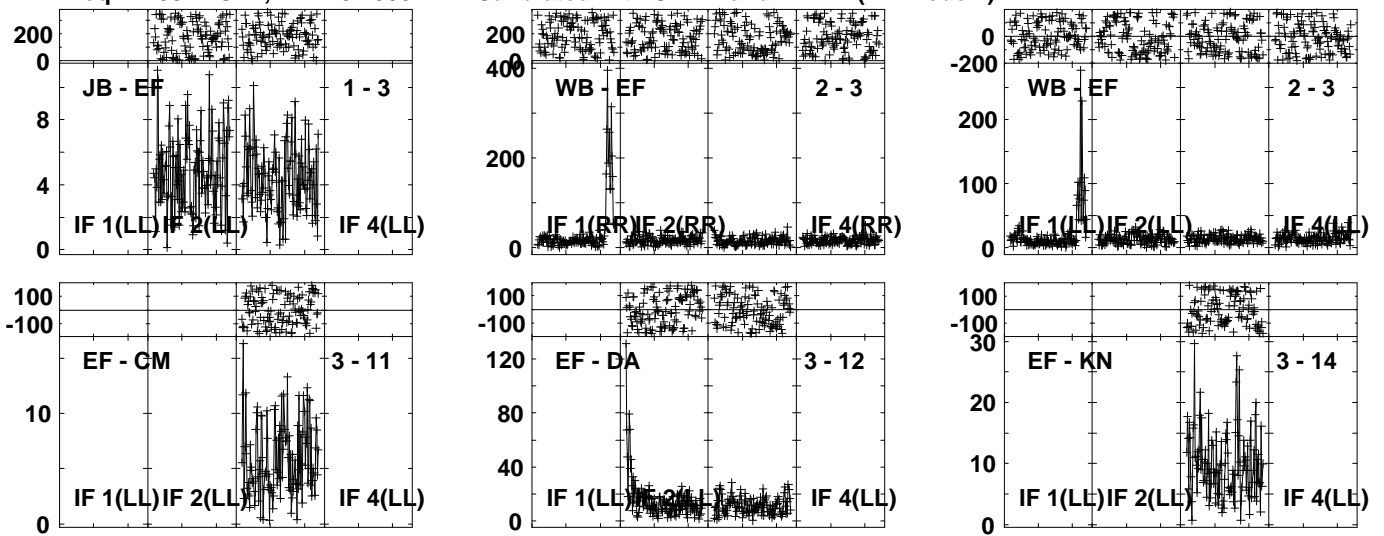 200
0
JB - EF
1 - 3
8
4
0
IF 1(LL)
IF 2(LL)
IF 4(LL)
200
0
400
WB - EF
2 - 3
200
0
IF 1(RR)
IF 2(RR)
IF 4(RR)
0
-200
WB - EF
2 - 3
200
100
0
IF 1(LL)
IF 2(LL)
IF 4(LL)
100
-100
EF - CM
3 - 11
10
0
IF 1(LL)
IF 2(LL)
IF 4(LL)
100
-100
120
EF - DA
3 - 12
80
40
0
IF 1(LL)
IF 2(LL)
IF 4(LL)
100
-100
30
EF - KN
3 - 14
20
10
0
IF 1(LL)
IF 2(LL)
IF 4(LL)